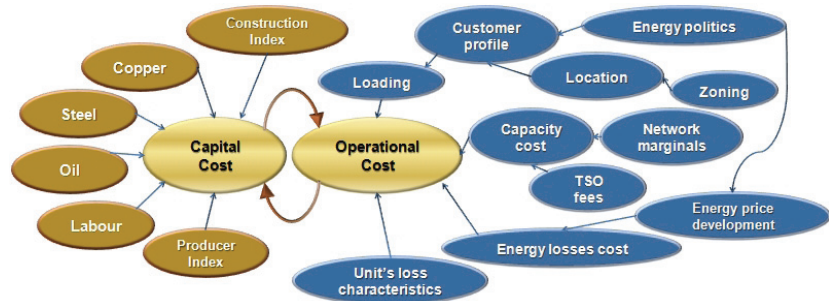 Construction
Index
Customer
profile
Energy politics
Copper
Loading
Location
Zoning
Steel
Capital
Cost
Operational
Cost
Capacity
cost
Network
marginals
Oil
TSO
fees
Labour
Energy price
development
Producer
Index
Energy losses cost
Unit's loss
characteristics